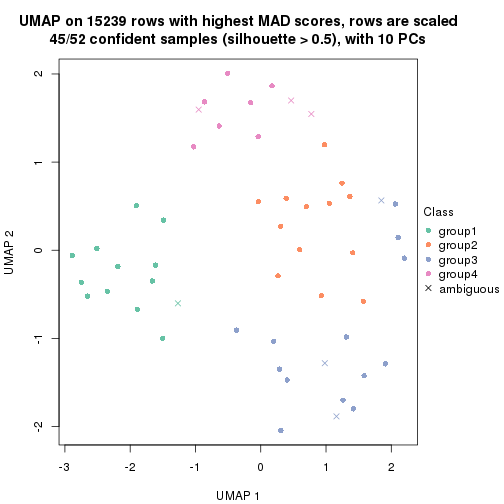 UMAP on 15239 rows with highest MAD scores, rows are scaled
45/52 confident samples (silhouette > 0.5), with 10 PCs
2
1
0
-1
-2
UMAP 2
-3
-2
-1
0
1
2
UMAP 1
Class
group1
group2
group3
group4
ambiguous